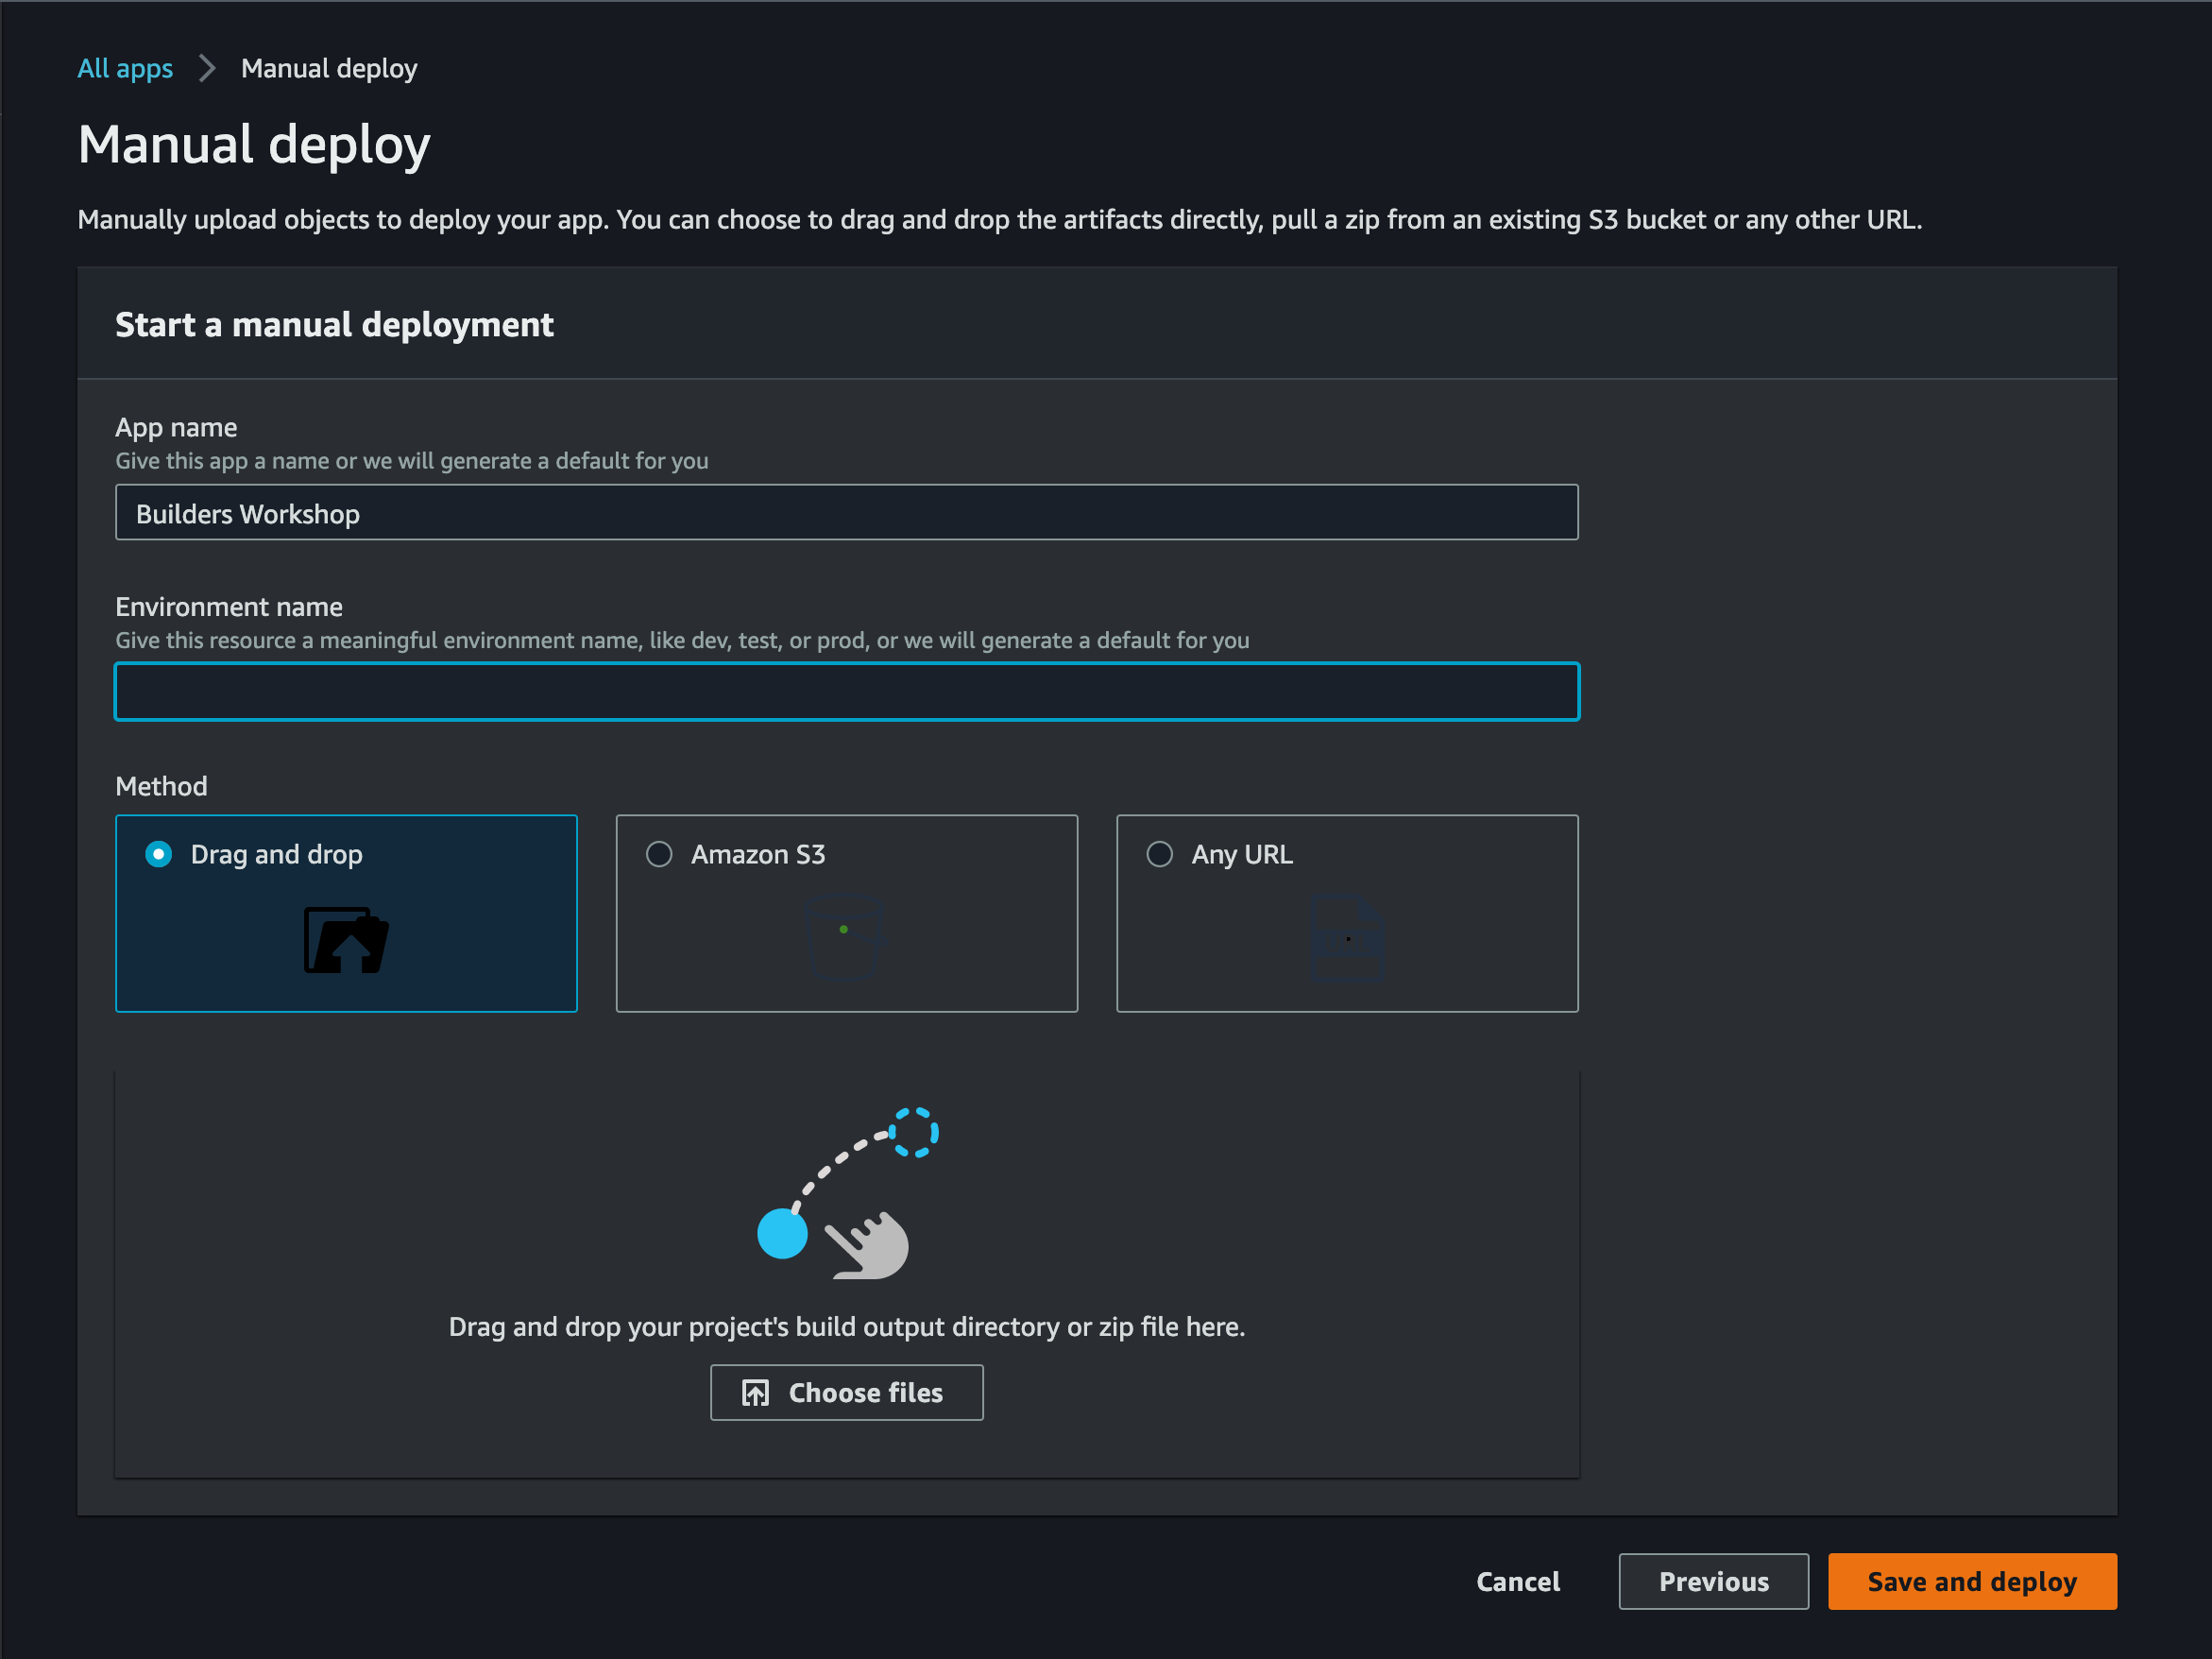 All apps
Manual deploy
Manual deploy
Manually upload objects to deploy your app. You can choose to drag and drop the artifacts directly, pull a zip from an existing S3 bucket or any other URL.
Start a manual deployment
App name
Give this app a name or we will generate a default for you
Builders Workshop
Environment name
Give this resource a meaningful environment name, like dev, test, or prod, or we will generate a default for you
Method
Drag and drop
Amazon S3
Any URL
Drag and drop your project's build output directory or zip file here.
Choose files
Cancel
Previous
Save and deploy